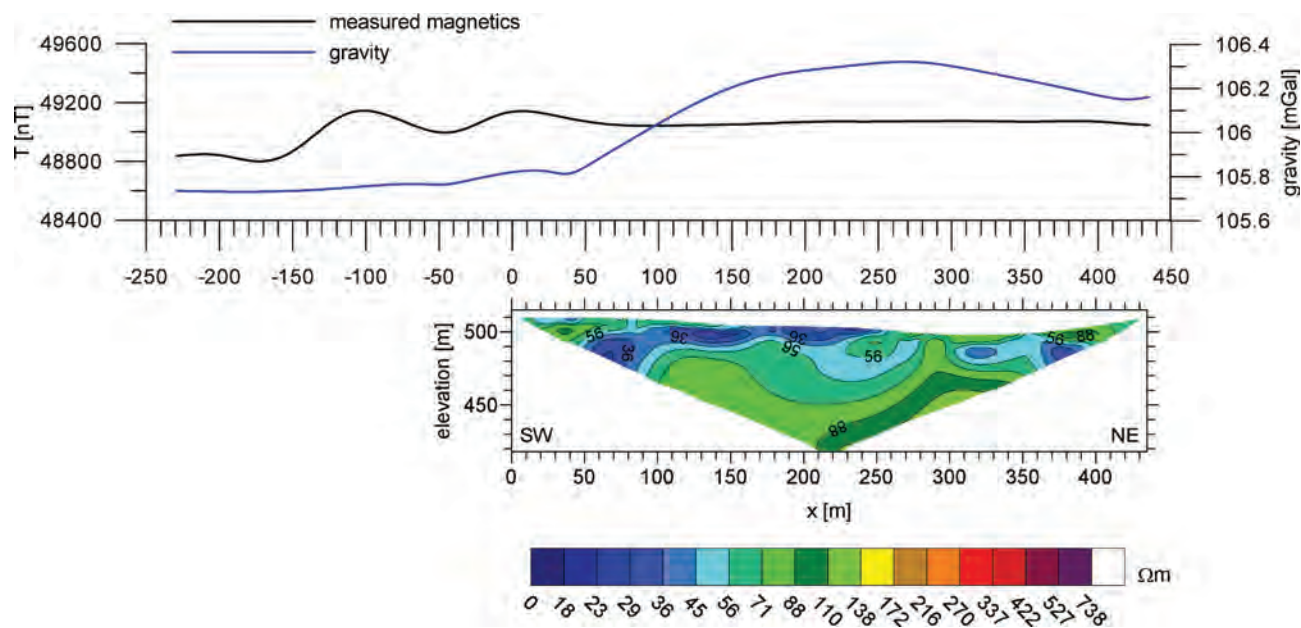 measured magnetics
gravity
49600
49200
48800
48400
T [nT]
106.4
106.2
106
105.8
105.6
gravity [mGal]
-250 -200 -150 -100 -50 0 50 100 150 200 250 300 350 400 450
500
450
elevation [m]
56 36 36 36 56 56 56 88 88
SW NE
0 50 100 150 200 250 300 350 400
x [m]
Ωm
0 18 23 29 36 45 56 71 88 110 138 172 216 270 337 422 527 738